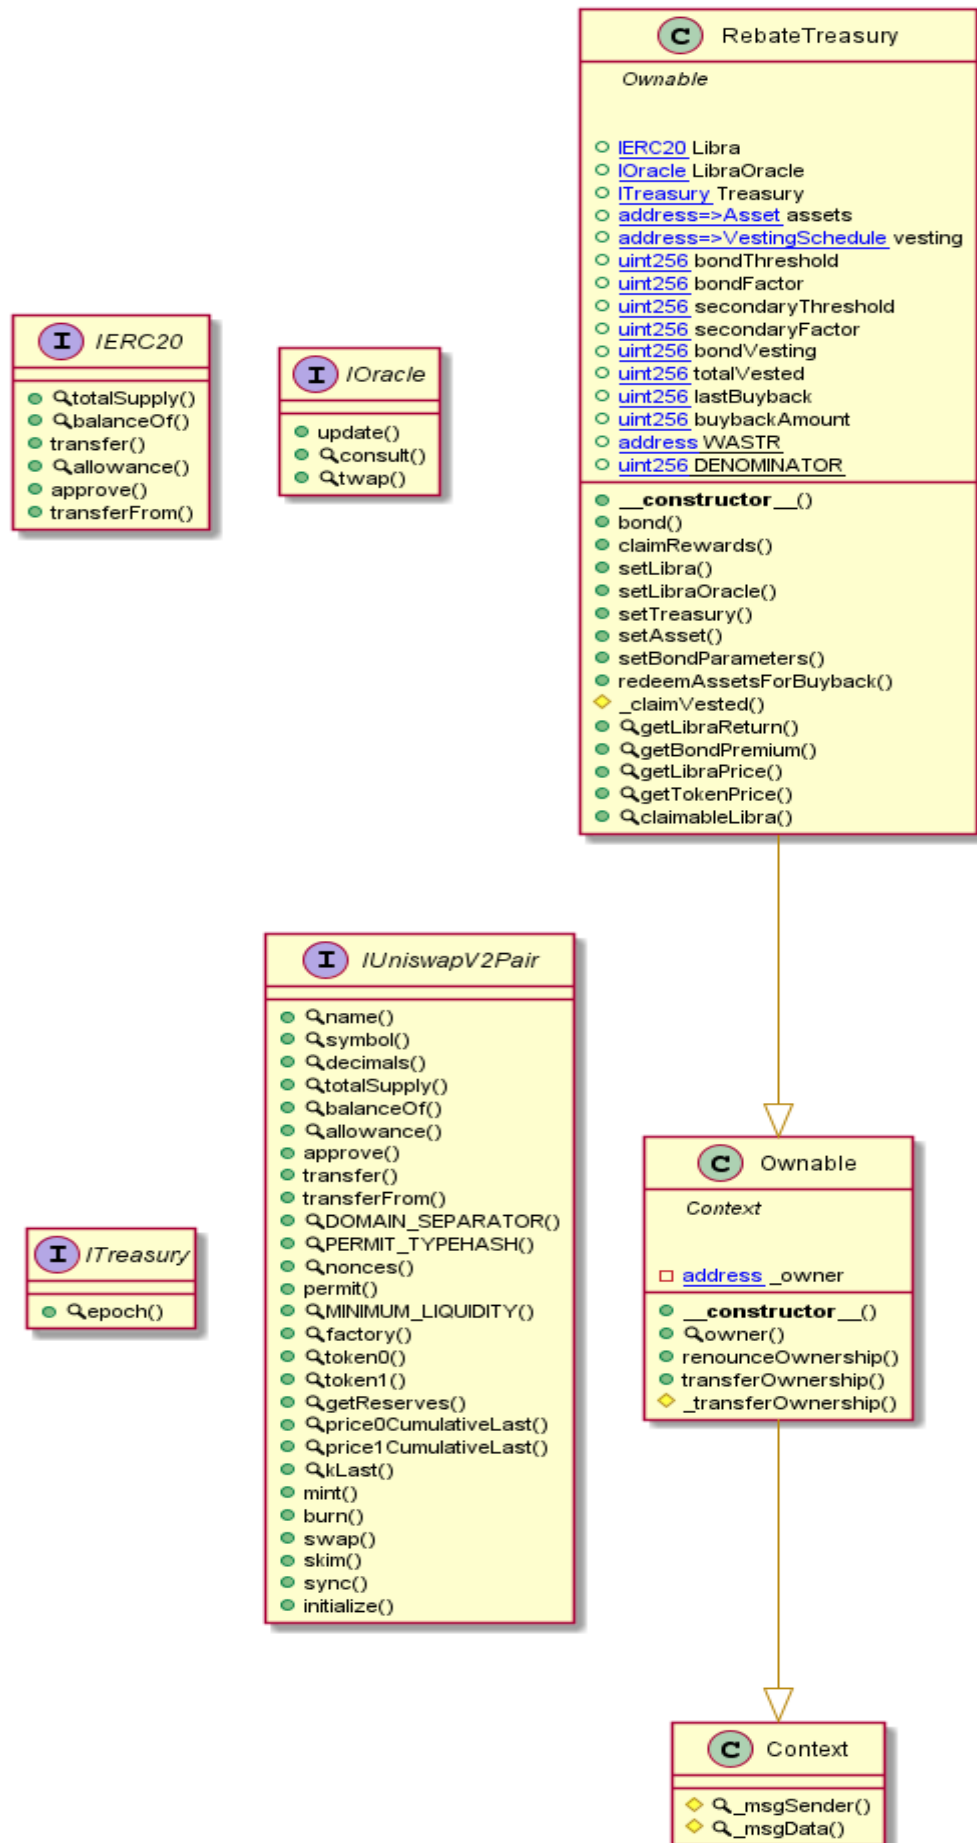 C RebateTreasury
Ownable
IERC20 Libra
IOracle LibraOracle
ITreasury Treasury
address=>Asset assets
address=>VestingSchedule vesting
uint256 bondThreshold
uint256 bondFactor
uint256 secondaryThreshold
uint256 secondaryFactor
uint256 bondVesting
uint256 totalVested
uint256 lastBuyback
uint256 buybackAmount
address WASTR
uint256 DENOMINATOR
__constructor__()
bond()
claimRewards()
setLibra()
setLibraOracle()
setTreasury()
setAsset()
setBondParameters()
redeemAssetsForBuyback()
_claimVested()
getLibraReturn()
getBondPremium()
getLibraPrice()
getTokenPrice()
claimableLibra()
I IERC20
totalSupply()
balanceOf()
transfer()
allowance()
approve()
transferFrom()
I IOracle
update()
consult()
twap()
I IUniswapV2Pair
name()
symbol()
decimals()
totalSupply()
balanceOf()
allowance()
approve()
transfer()
transferFrom()
DOMAIN_SEPARATOR()
PERMIT_TYPEHASH()
nonces()
permit()
MINIMUM_LIQUIDITY()
factory()
token0()
token1()
getReserves()
price0CumulativeLast()
price1CumulativeLast()
kLast()
mint()
burn()
swap()
skim()
sync()
initialize()
I ITreasury
epoch()
C Ownable
Context
address _owner
__constructor__()
owner()
renounceOwnership()
transferOwnership()
_transferOwnership()
C Context
_msgSender()
_msgData()